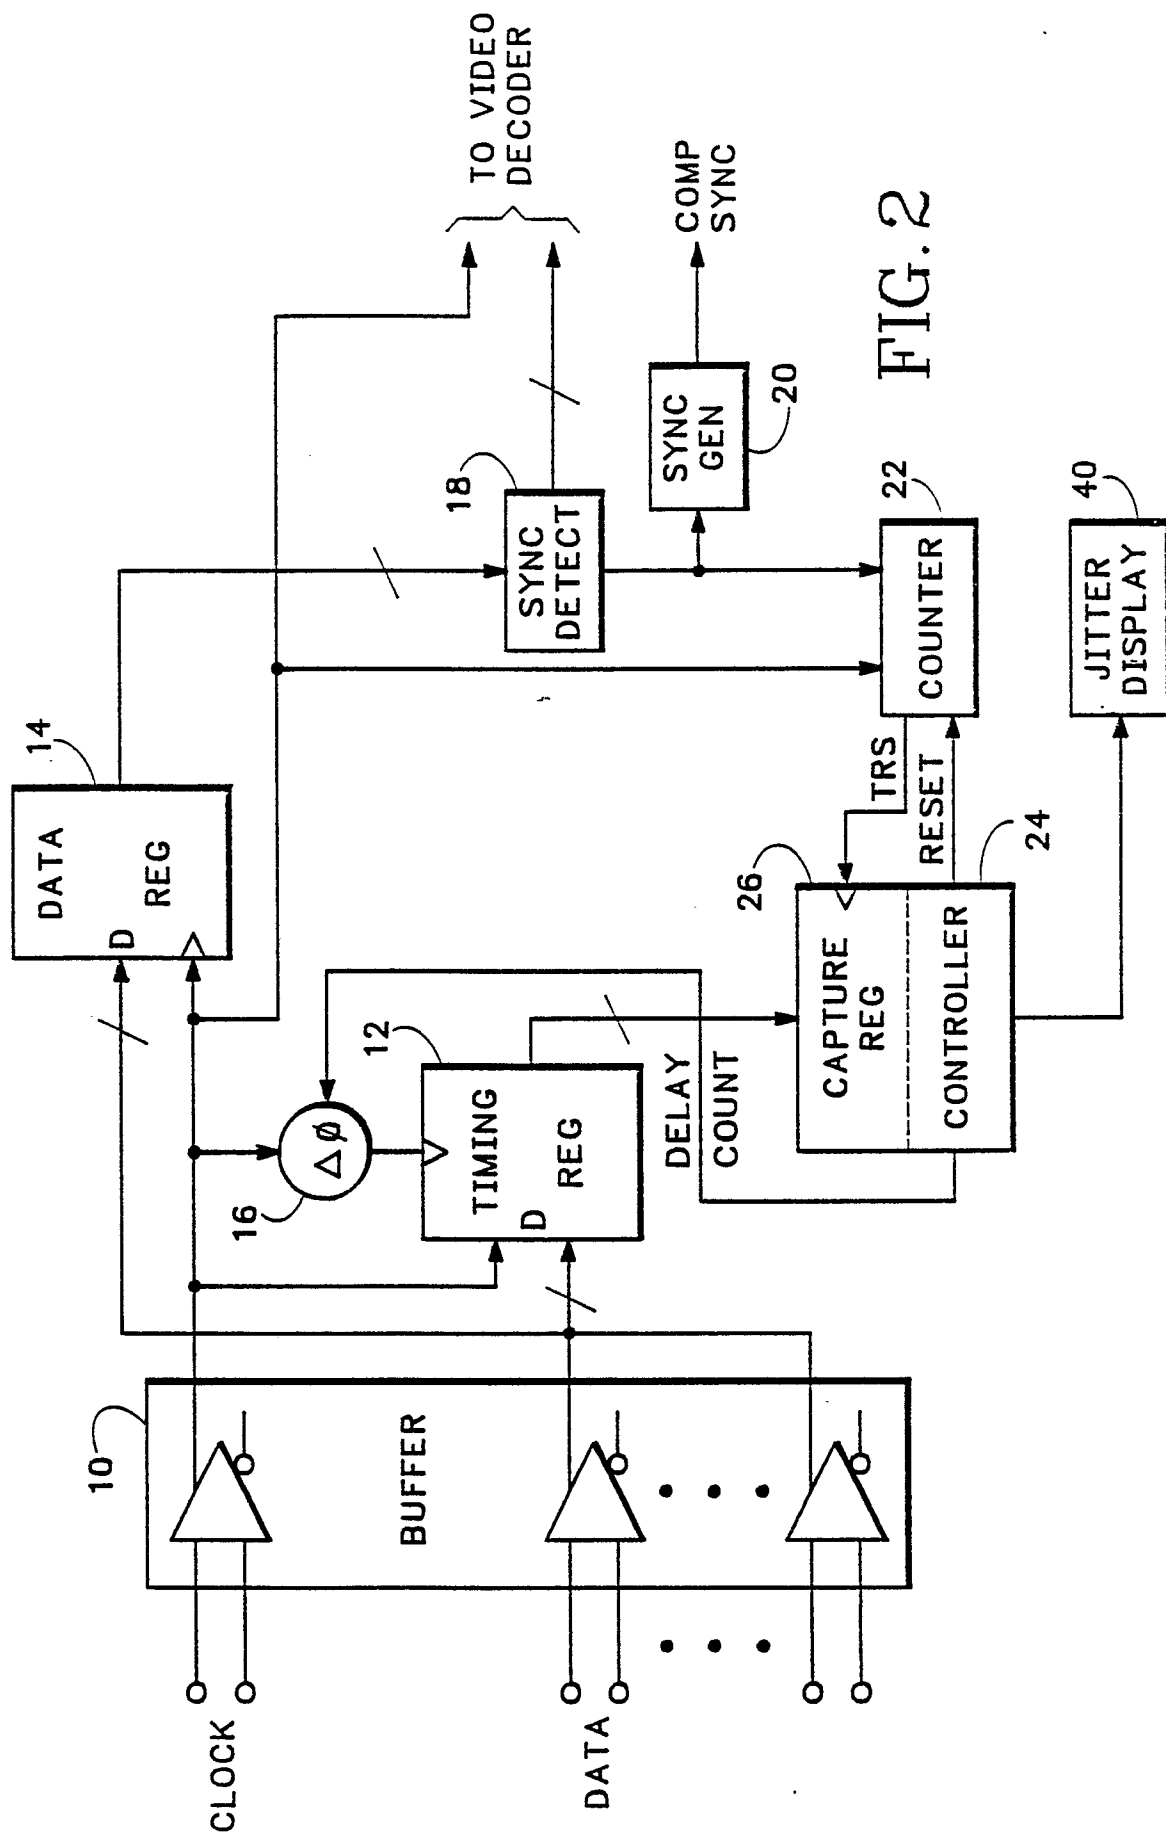 CLOCK
DATA
10
BUFFER
16
Δ ϕ
12
TIMING
REG
D
14
DATA
REG
D
DELAY
COUNT
26
CAPTURE
REG
CONTROLLER
24
TRS
RESET
18
SYNC
DETECT
22
COUNTER
40
JITTER
DISPLAY
SYNC
GEN
20
TO VIDEO
DECODER
COMP
SYNC
FIG. 2